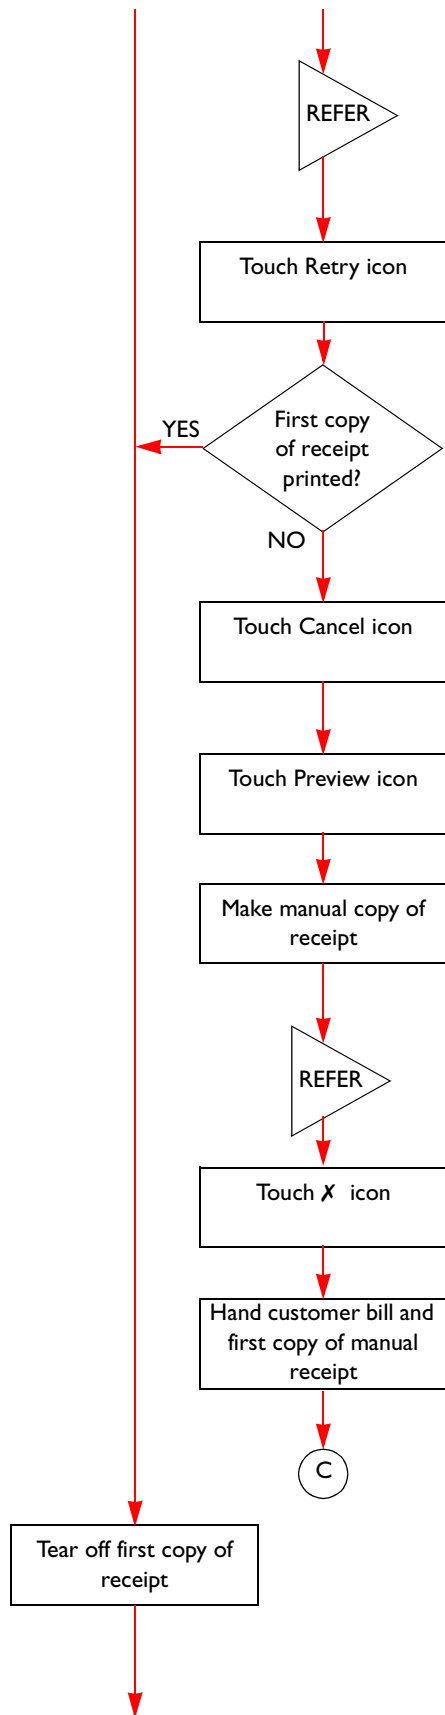 REFER
Touch Retry icon
YES
First copy
of receipt
printed?
NO
Touch Cancel icon
Touch Preview icon
Make manual copy of
receipt
REFER
Touch ✗ icon
Hand customer bill and
first copy of manual
receipt
C
Tear off first copy of
receipt